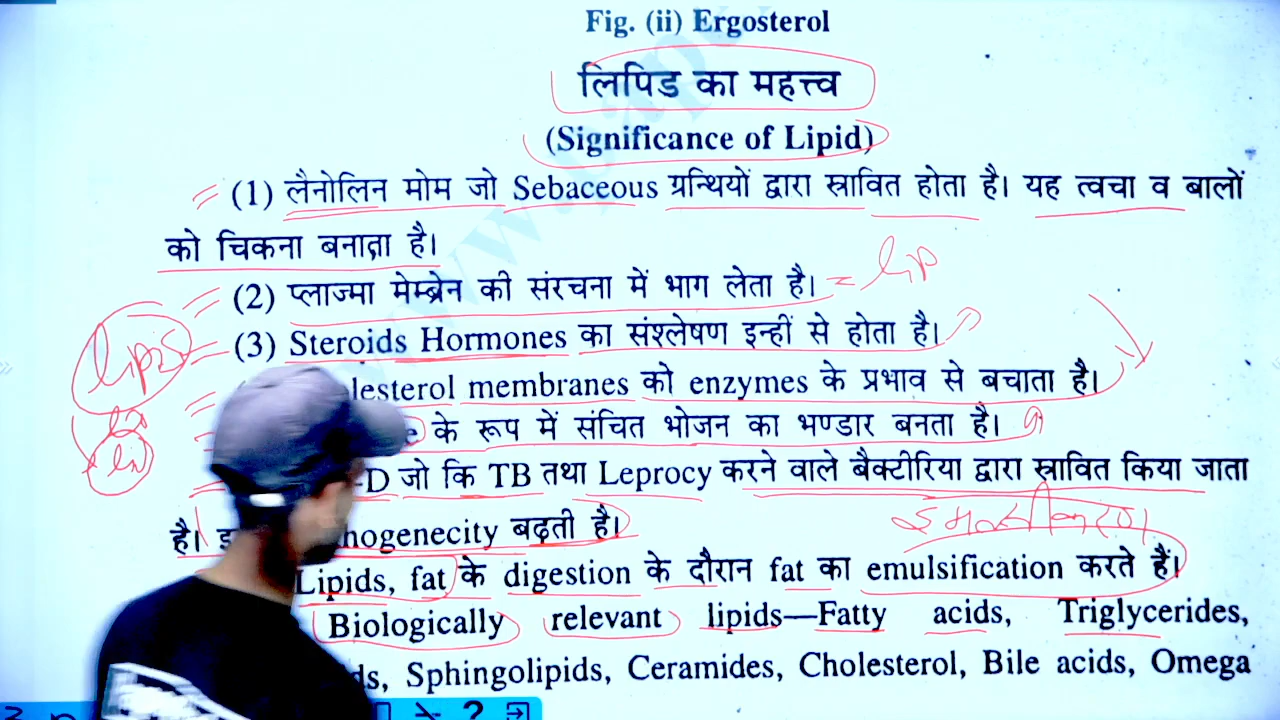 Fig. (ii) Ergosterol
लिपिड का महत्त्व
(Significance of Lipid)
(1) लैनोलिन मोम जो Sebaceous ग्रन्थियों द्वारा स्रावित होता है। यह त्वचा व बालों
को चिकना बनाता है।
(2) प्लाज्मा मेम्ब्रेन की संरचना में भाग लेता है। = lip
(3) Steroids Hormones का संश्लेषण इन्हीं से होता है।
lesterol membranes को enzymes के प्रभाव से बचाता है।
e के रूप में संचित भोजन का भण्डार बनता है।
-D जो कि TB तथा Leprocy करने वाले बैक्टीरिया द्वारा स्रावित किया जाता
है। इ hogenecity बढ़ती है।
Lipids, fat के digestion के दौरान fat का emulsification करते हैं।
Biologically relevant lipids—Fatty acids, Triglycerides,
ds, Sphingolipids, Ceramides, Cholesterol, Bile acids, Omega